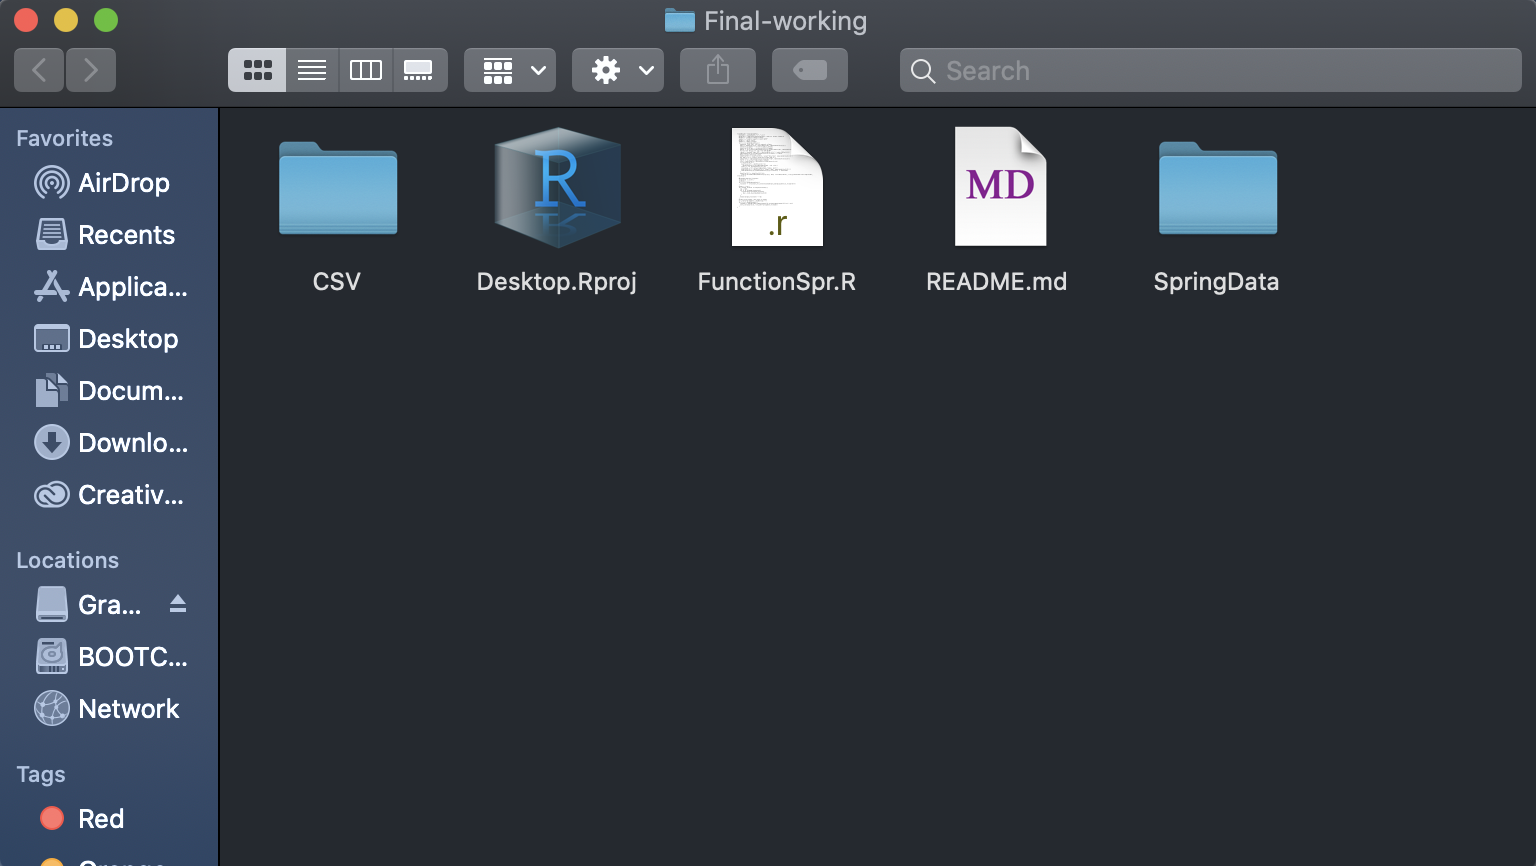 Final-working
Search
Favorites
AirDrop
Recents
Applica...
Desktop
Docum...
Downlo...
Creativ...
Locations
Gra...
BOOTC...
Network
Tags
Red
Orange
R
.r
MD
CSV
Desktop.Rproj
FunctionSpr.R
README.md
SpringData